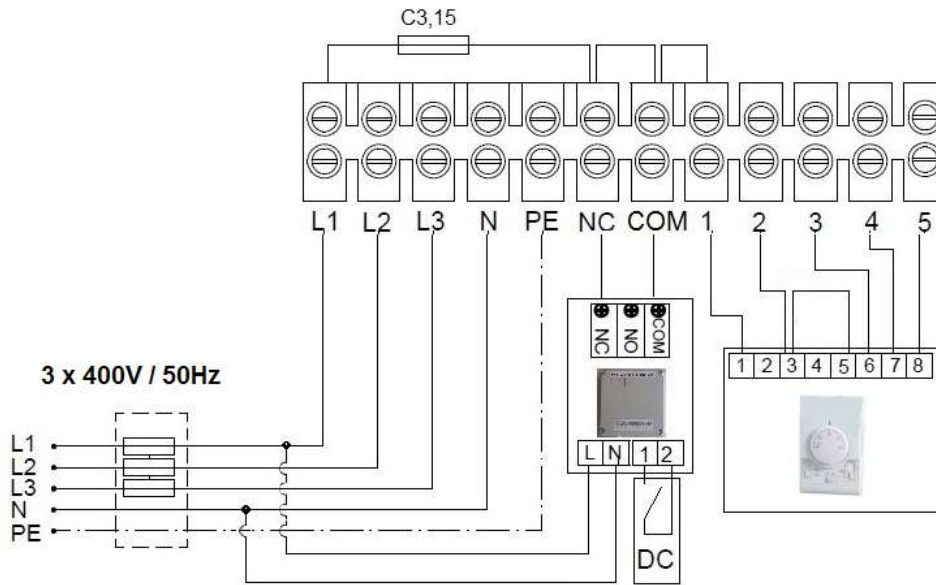 C3,15
L1 L2 L3 N PE NC COM 1 2 3 4 5
NC NO COM
3 x 400V / 50Hz
1 2 3 4 5 6 7 8
L1
L2
L3
N
PE
L N 1 2
DC